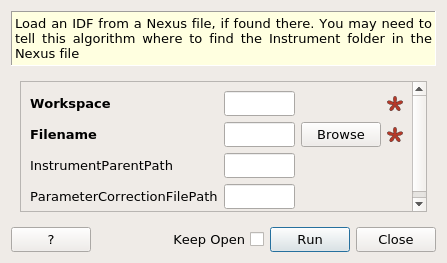 Load an IDF from a Nexus file, if found there. You may need to
tell this algorithm where to find the Instrument folder in the
Nexus file
Workspace
Filename Browse
InstrumentParentPath
ParameterCorrectionFilePath
? Keep Open Run Close